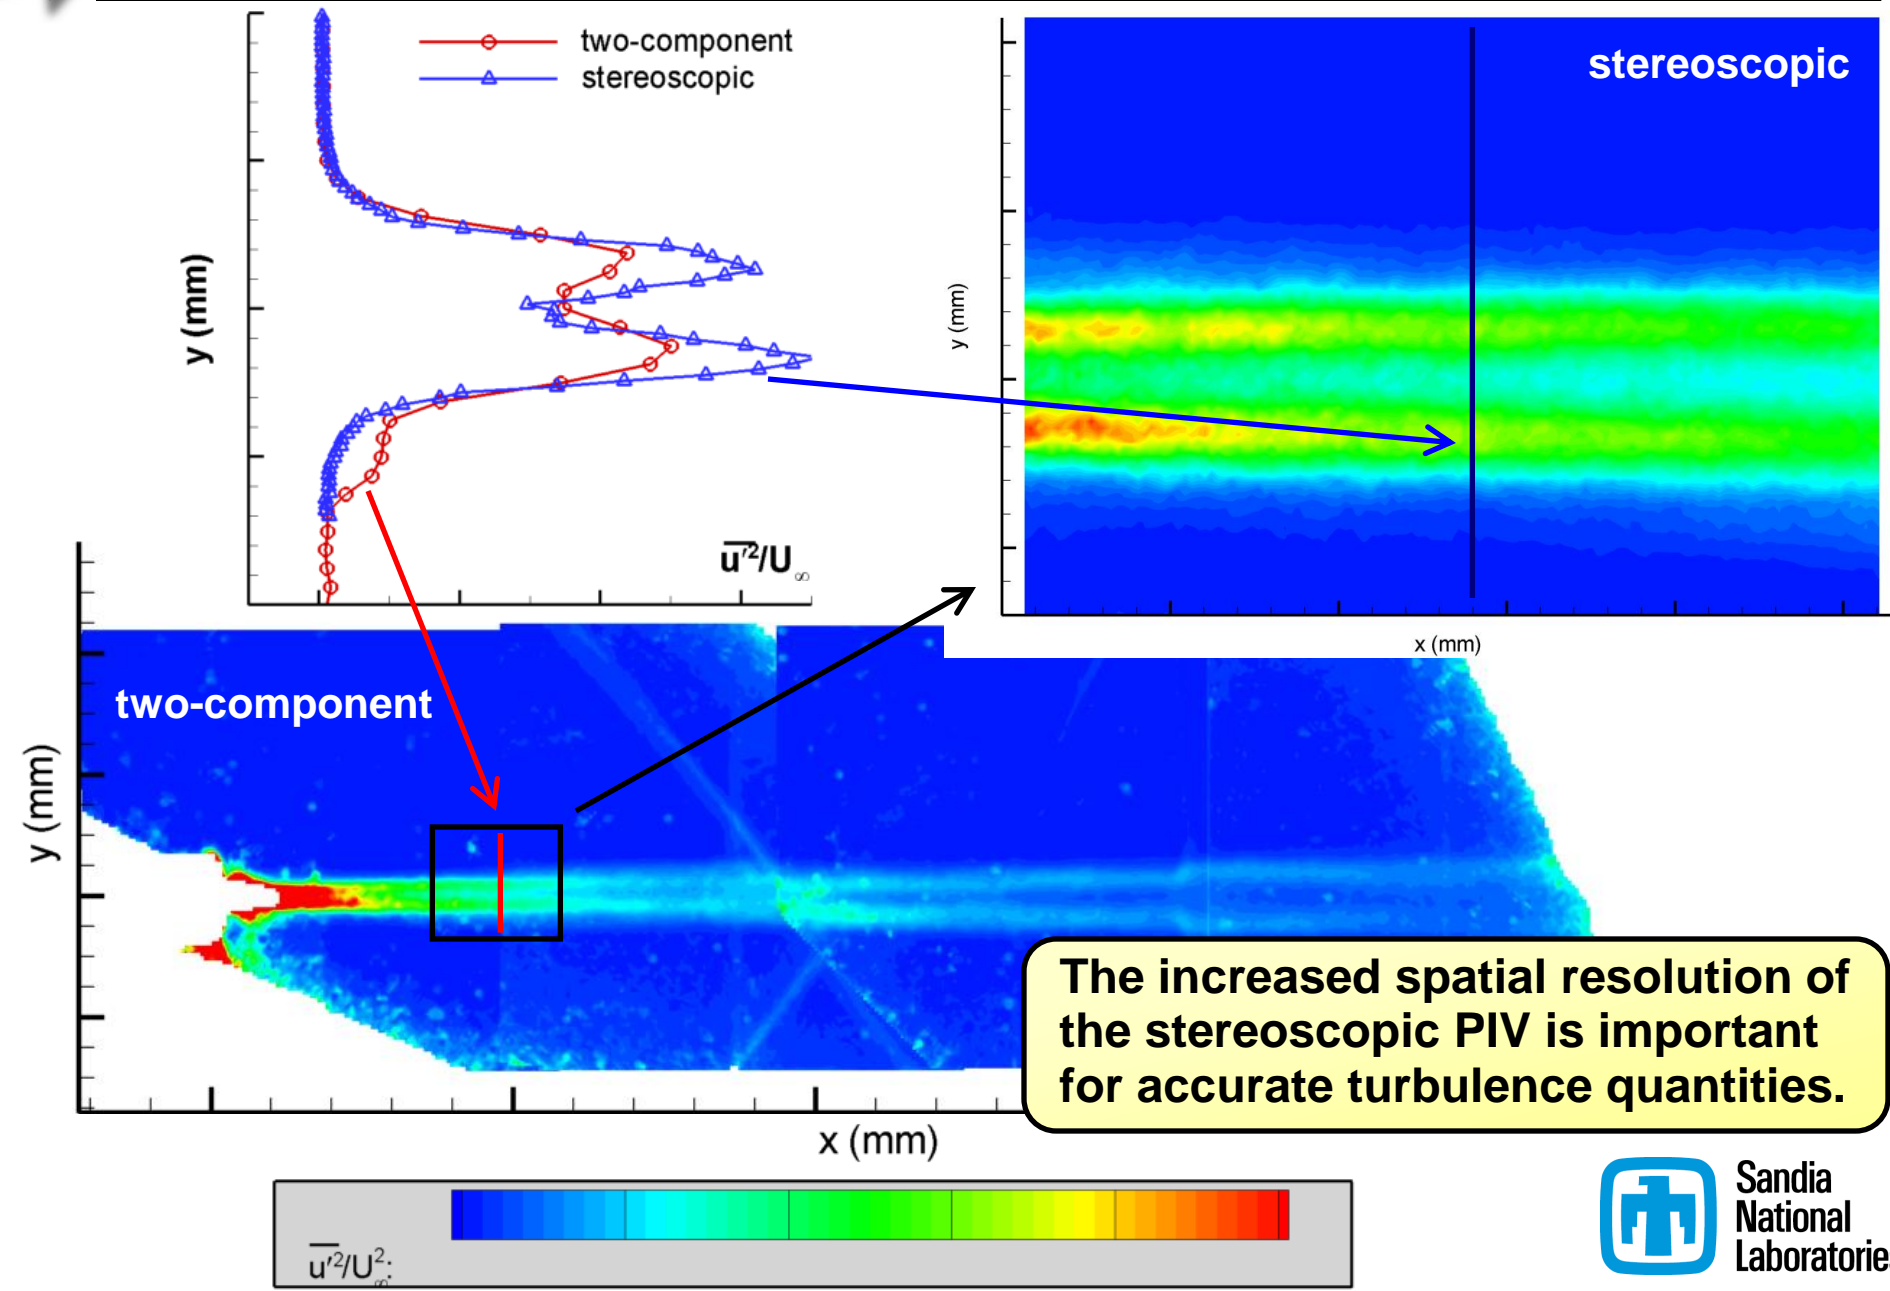 two-component
stereoscopic
y (mm)
u'²/U∞
stereoscopic
y (mm)
x (mm)
two-component
y (mm)
x (mm)
The increased spatial resolution of
the stereoscopic PIV is important
for accurate turbulence quantities.
u'²/U²∞:
Sandia
National
Laboratorie